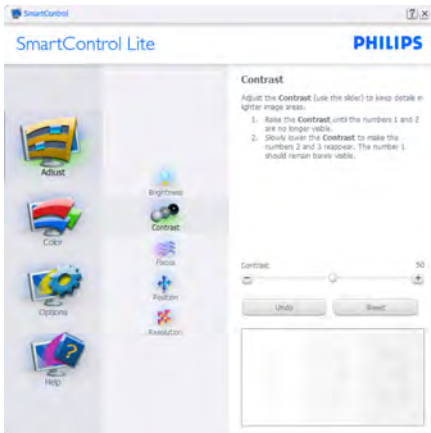 SmartControl
SmartControl Lite
PHILIPS
Contrast
Adjust the Contrast (use the slider) to keep details in
lighter image areas.
1. Raise the Contrast until the numbers 1 and 2
are no longer visible.
2. Slowly lower the Contrast to make the
numbers 2 and 3 reappear. The number 1
should remain barely visible.
Adjust
Color
Options
Help
Brightness
Contrast
Focus
Position
Resolution
Contrast:
50
Undo
Reset